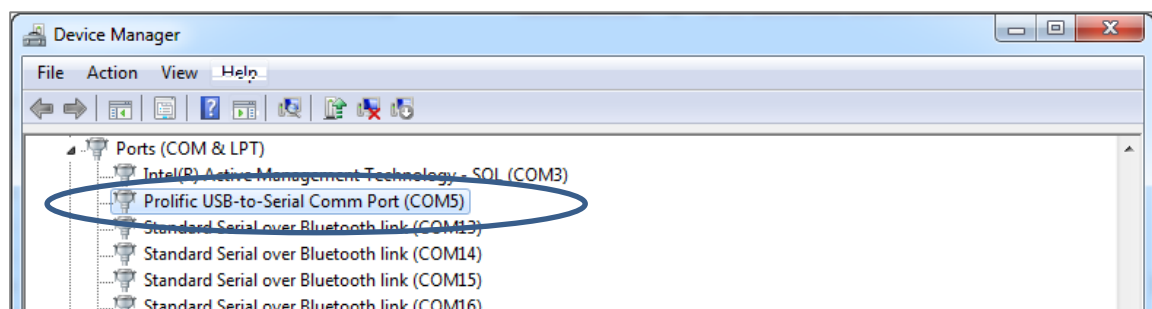 Device Manager
File Action View Help
Ports (COM & LPT)
Intel(R) Active Management Technology - SOL (COM3)
Prolific USB-to-Serial Comm Port (COM5)
Standard Serial over Bluetooth link (COM13)
Standard Serial over Bluetooth link (COM14)
Standard Serial over Bluetooth link (COM15)
Standard Serial over Bluetooth link (COM16)